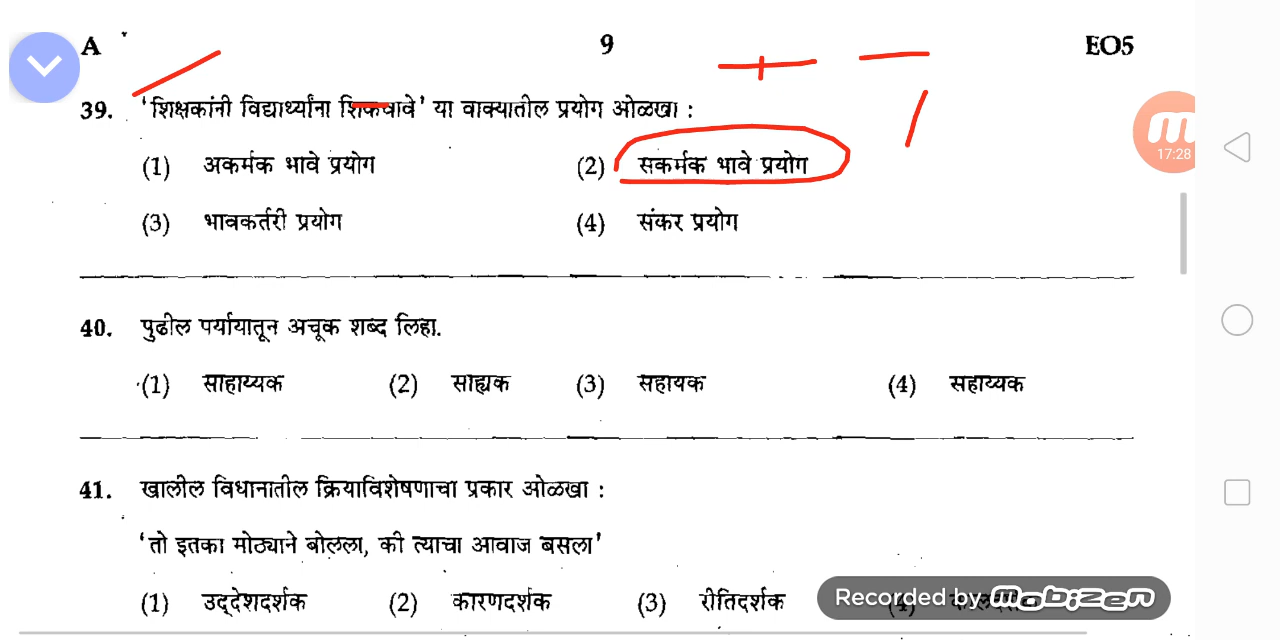 A 9 EO5
39. 'शिक्षकांनी विद्यार्थ्यांना शिकवावे' या वाक्यातील प्रयोग ओळखा :
(1) अकर्मक भावे प्रयोग (2) सकर्मक भावे प्रयोग
(3) भावकर्तरी प्रयोग (4) संकर प्रयोग
17:28
40. पुढील पर्यायातून अचूक शब्द लिहा.
(1) साहाय्यक (2) साह्यक (3) सहायक (4) सहाय्यक
41. खालील विधानातील क्रियाविशेषणाचा प्रकार ओळखा :
'तो इतका मोठ्याने बोलला, की त्याचा आवाज बसला'
(1) उद्देशदर्शक (2) कारणदर्शक (3) रीतिदर्शक (4)
Recorded by mobizen